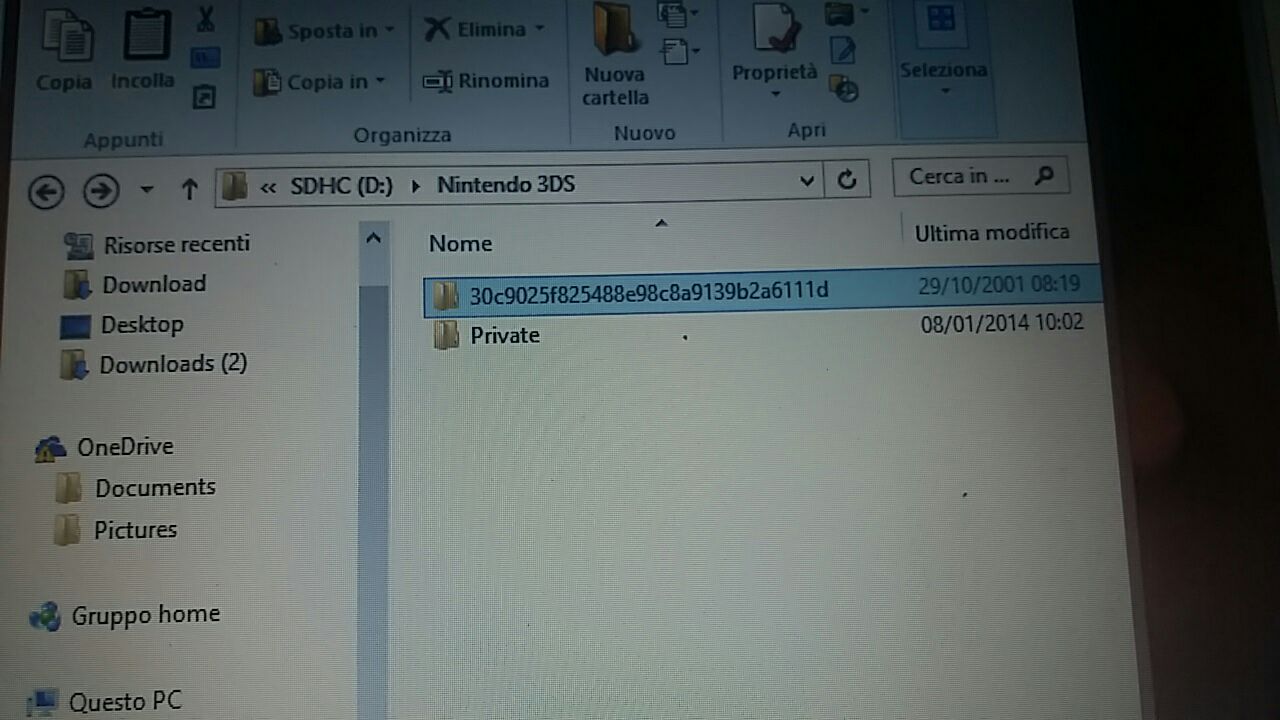 Copia
Incolla
Appunti
Sposta in
Copia in
Elimina
Rinomina
Organizza
Nuova
cartella
Nuovo
Proprietà
Apri
Seleziona
« SDHC (D:) Nintendo 3DS
Cerca in ...
Risorse recenti
Download
Desktop
Downloads (2)
OneDrive
Documents
Pictures
Gruppo home
Questo PC
Nome Ultima modifica
30c9025f825488e98c8a9139b2a6111d 29/10/2001 08:19
Private 08/01/2014 10:02